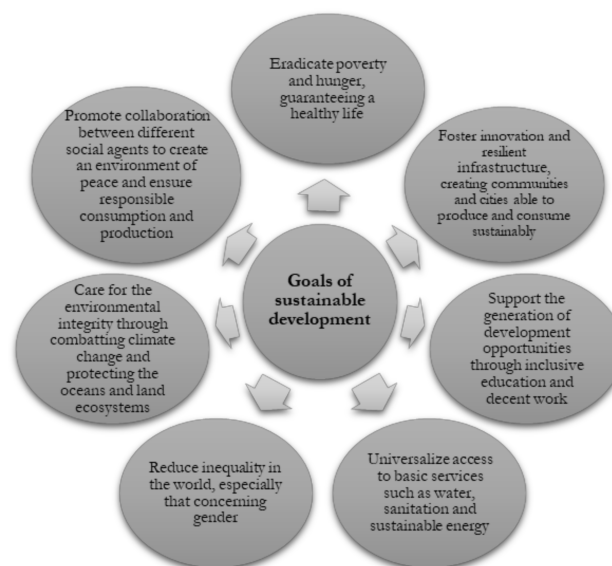 Eradicate poverty
and hunger,
guaranteeing a
healthy life
Foster innovation and
resilient
infrastructure,
creating communities
and cities able to
produce and consume
sustainably
Support the
generation of
development
opportunities
through inclusive
education and
decent work
Universalize access
to basic services
such as water,
sanitation and
sustainable energy
Reduce inequality in
the world, especially
that concerning
gender
Care for the
environmental
integrity through
combatting climate
change and
protecting the
oceans and land
ecosystems
Promote collaboration
between different
social agents to create
an environment of
peace and ensure
responsible
consumption and
production
Goals of
sustainable
development